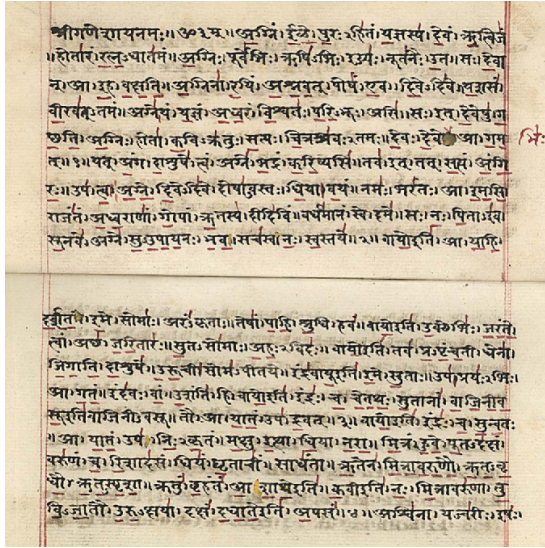 श्रीगणेशायनमः॥ॐ३म्॥ अग्निं । ईळे । पुरःऽहितं । यज्ञस्य । देवं । ऋत्विजं
॥ होतारं । रत्नऽधातमं ॥ अग्निः । पूर्वेभिः । ऋषिऽभिः । ईड्यः । नूतनैः । उत । सः । देवा
न् । आ । इह । वक्षति ॥ अग्निना । रयिं । अश्नवत् । पोषं । एव । दिवेऽदिवे । यशसं
वीरवत्ऽतमं ॥ अग्ने । यं । यज्ञं । अध्वरं । विश्वतः । परिऽभूः । असि । सः । इत् । देवेषु । ग
च्छति ॥ अग्निः । होता । कविऽक्रतुः । सत्यः । चित्रश्रवःऽतमः । देवः । देवे । आ । गम
भिः
त् ॥ १ ॥ यत् । अंग । दाशुषे । त्वं । अग्ने । भद्रं । करिष्यसि । तव । इत् । तत् । सत्यं । अंगि
रः ॥ उप । त्वा । अग्ने । दिवेऽदिवे । दोषाऽवस्तः । धिया । वयं । नमः । भरंतः । आ । इमसि
राजंतं । अध्वराणां । गोपां । ऋतस्य । दीदिविं । वर्धमानं । स्वे । दमे ॥ सः । नः । पिताऽइव
सूनवे । अग्ने । सुऽउपायनः । भव । सचस्व । नः । स्वस्तये ॥ २ ॥ वायो इति । आ । याहि
दर्शत । इमे । सोमाः । अरंऽकृताः । तेषां । पाहि । श्रुधि । हवं ॥ वायो इति । उक्थेभिः । जरंते
त्वां । अच्छ । जरितारः । सुतऽसोमाः । अहःऽविदः ॥ वायो इति । तव । प्रऽपृंचती । धेना
जिगाति । दाशुषे । उरूची । सोमऽपीतये ॥ इंद्रवायू इति । इमे । सुताः । उप । प्रयःऽभिः
आ । गतं । इंदवः । वां । उशंति । हि ॥ वायो इति । इंद्रः । च । चेतथः । सुतानां । वाजिनीव
सू इति वाजिनीऽवसू । तौ । आ । यातं । उप । द्रवत् ॥ ३ ॥ वायो इति । इंद्रः । च । सुन्वतः
। आ । यातं । उप । निःऽकृतं । मक्षु । इत्था । धिया । नरा ॥ मित्रं । हुवे । पूतऽदक्षं
वरुणं । च । रिशादसं । धियं । घृताचीं । साधंता ॥ ऋतेन । मित्रावरुणौ । ऋतऽवृ
धौ । ऋतऽस्पृशा । क्रतुं । बृहंतं । आशाथे इति ॥ कवी इति । नः । मित्रावरुणा । तु
विऽजातौ । उरुऽक्षया । दक्षं । दधाते इति । अपसं ॥ ४ ॥ अश्विना । यज्वरीः । इषः